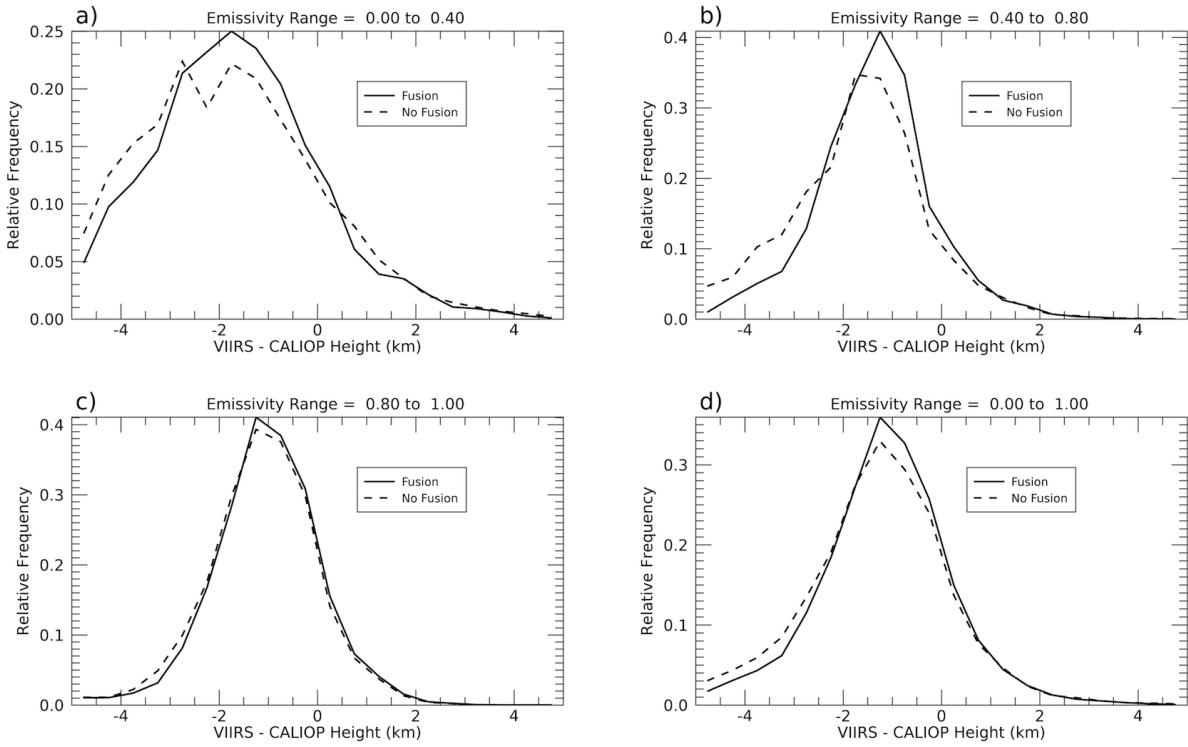 a) Emissivity Range = 0.00 to 0.40
0.25
0.20
0.15
0.10
0.05
0.00
Relative Frequency
Fusion
No Fusion
-4 -2 0 2 4
VIIRS - CALIOP Height (km)
b) Emissivity Range = 0.40 to 0.80
0.4
0.3
0.2
0.1
0.0
Relative Frequency
Fusion
No Fusion
-4 -2 0 2 4
VIIRS - CALIOP Height (km)
c) Emissivity Range = 0.80 to 1.00
0.4
0.3
0.2
0.1
0.0
Relative Frequency
Fusion
No Fusion
-4 -2 0 2 4
VIIRS - CALIOP Height (km)
d) Emissivity Range = 0.00 to 1.00
0.3
0.2
0.1
0.0
Relative Frequency
Fusion
No Fusion
-4 -2 0 2 4
VIIRS - CALIOP Height (km)